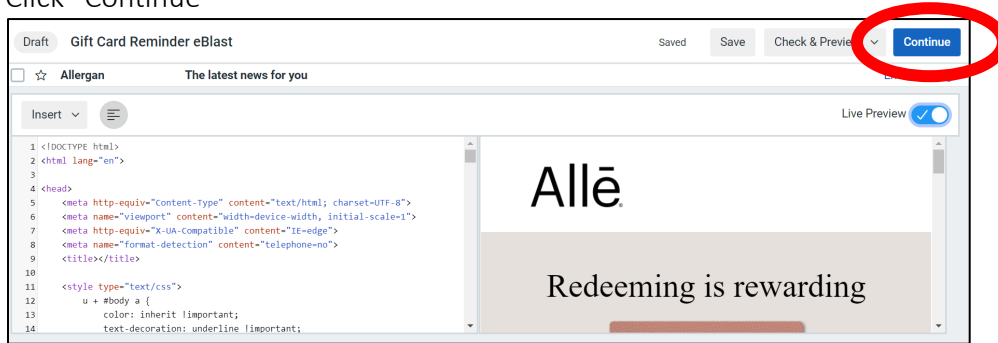 Click "Continue"
Draft Gift Card Reminder eBlast Saved Save Check & Previe Continue
Allergan The latest news for you
Insert Live Preview
1 <!DOCTYPE html>
2 <html lang="en">
3
4 <head>
5 <meta http-equiv="Content-Type" content="text/html; charset=UTF-8">
6 <meta name="viewport" content="width=device-width, initial-scale=1">
7 <meta http-equiv="X-UA-Compatible" content="IE=edge">
8 <meta name="format-detection" content="telephone=no">
9 <title></title>
10
11 <style type="text/css">
12 u + #body a {
13 color: inherit !important;
14 text-decoration: underline !important;
Allē
Redeeming is rewarding